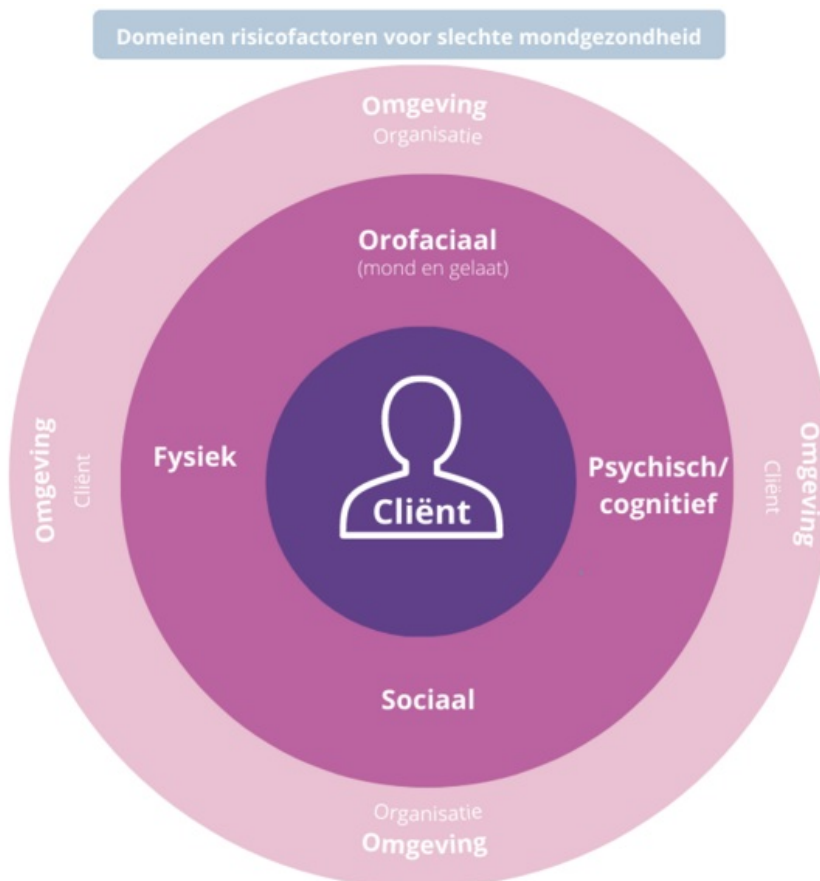 Domeinen risicofactoren voor slechte mondgezondheid
Omgeving
Organisatie
Orofaciaal
(mond en gelaat)
Omgeving
Cliënt
Fysiek
Cliënt
Psychisch/
cognitief
Cliënt
Omgeving
Sociaal
Organisatie
Omgeving